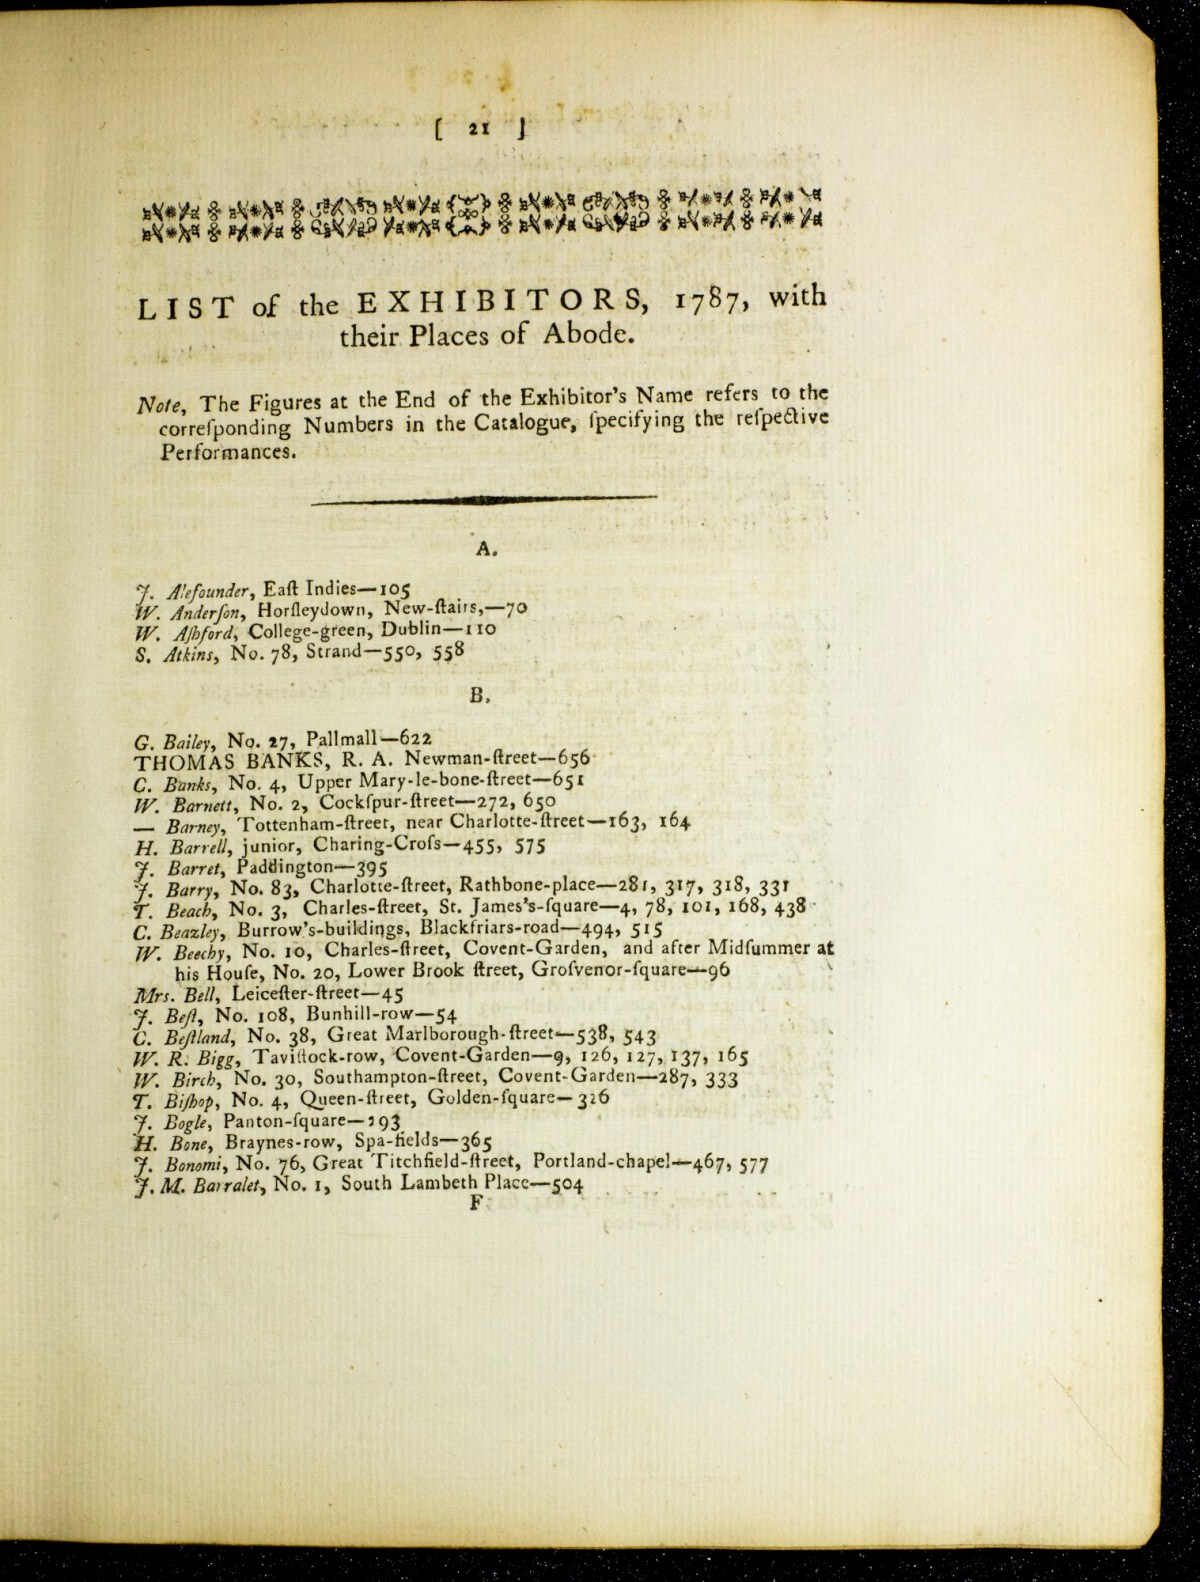 [ 21 ]
LIST of the EXHIBITORS, 1787, with
their Places of Abode.
Note, The Figures at the End of the Exhibitor's Name refers to the
correſponding Numbers in the Catalogue, ſpecifying the reſpective
Performances.
A.
J. Alefounder, Eaſt Indies—105
W. Anderſon, Horſleydown, New-ſtairs,—70
W. Aſhford, College-green, Dublin—110
S. Atkins, No. 78, Strand—550, 558
B.
G. Bailey, No. 27, Pallmall—622
THOMAS BANKS, R. A. Newman-ſtreet—656
C. Banks, No. 4, Upper Mary-le-bone-ſtreet—651
W. Barnett, No. 2, Cockſpur-ſtreet—272, 650
— Barney, Tottenham-ſtreet, near Charlotte-ſtreet—163, 164
H. Barrell, junior, Charing-Croſs—455, 575
J. Barret, Paddington—395
J. Barry, No. 83, Charlotte-ſtreet, Rathbone-place—281, 317, 318, 331
T. Beach, No. 3, Charles-ſtreet, St. James's-ſquare—4, 78, 101, 168, 438
C. Beazley, Burrow's-buildings, Blackfriars-road—494, 515
W. Beechy, No. 10, Charles-ſtreet, Covent-Garden, and after Midſummer at
his Houſe, No. 20, Lower Brook ſtreet, Groſvenor-ſquare—96
Mrs. Bell, Leiceſter-ſtreet—45
J. Beſt, No. 108, Bunhill-row—54
C. Beſtland, No. 38, Great Marlborough-ſtreet—538, 543
W. R. Bigg, Taviſtock-row, Covent-Garden—9, 126, 127, 137, 165
W. Birch, No. 30, Southampton-ſtreet, Covent-Garden—287, 333
T. Biſhop, No. 4, Queen-ſtreet, Golden-ſquare—326
J. Bogle, Panton-ſquare—293
H. Bone, Braynes-row, Spa-fields—365
J. Bonomi, No. 76, Great Titchfield-ſtreet, Portland-chapel—467, 577
J. M. Barralet, No. 1, South Lambeth Place—504
F